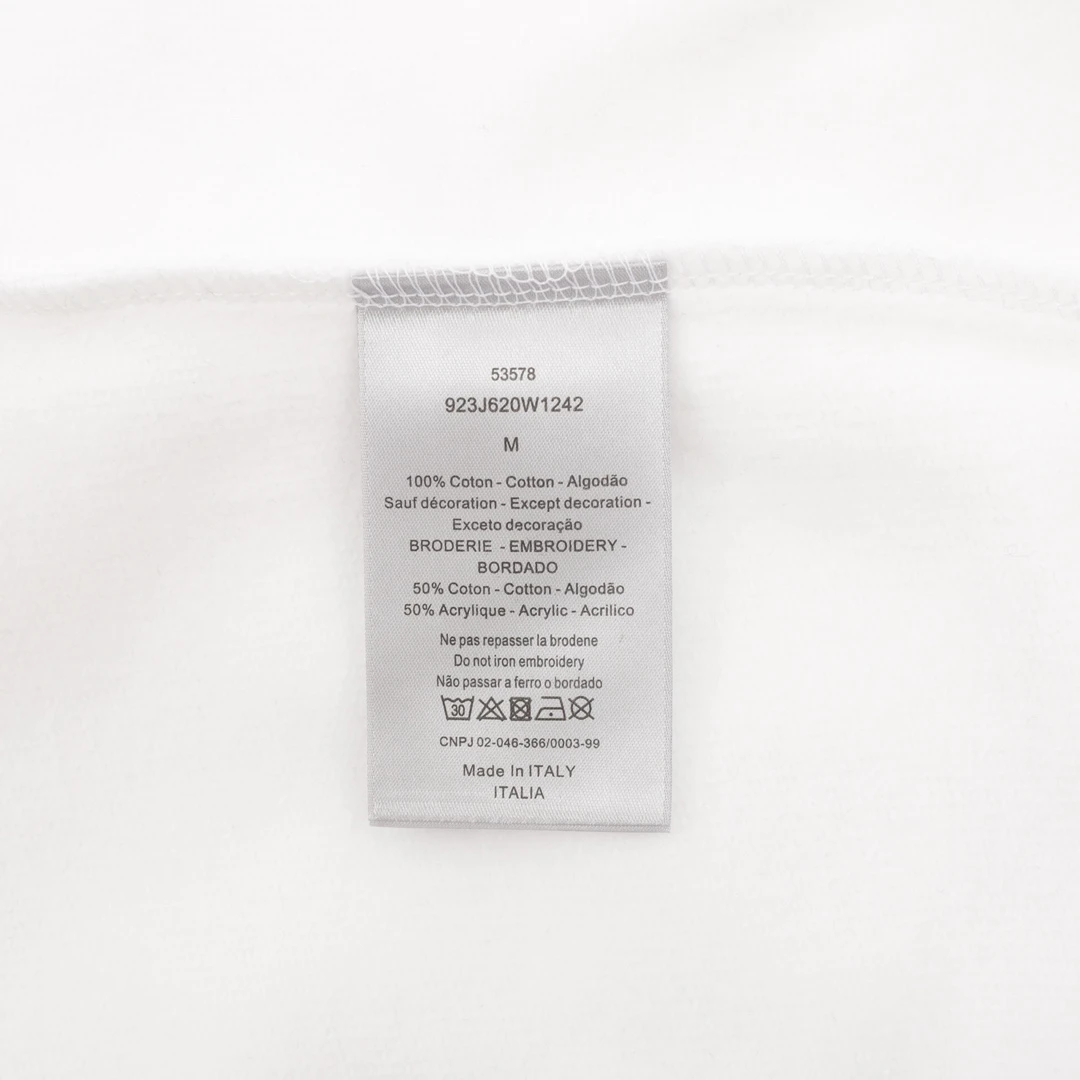 53578
923J620W1242
M
100% Coton - Cotton - Algodão
Sauf décoration - Except decoration -
Exceto decoração
BRODERIE - EMBROIDERY -
BORDADO
50% Coton - Cotton - Algodão
50% Acrylique - Acrylic - Acrilico
Ne pas repasser la brodene
Do not iron embroidery
Não passar a ferro o bordado
30
CNPJ 02-046-366/0003-99
Made In ITALY
ITALIA